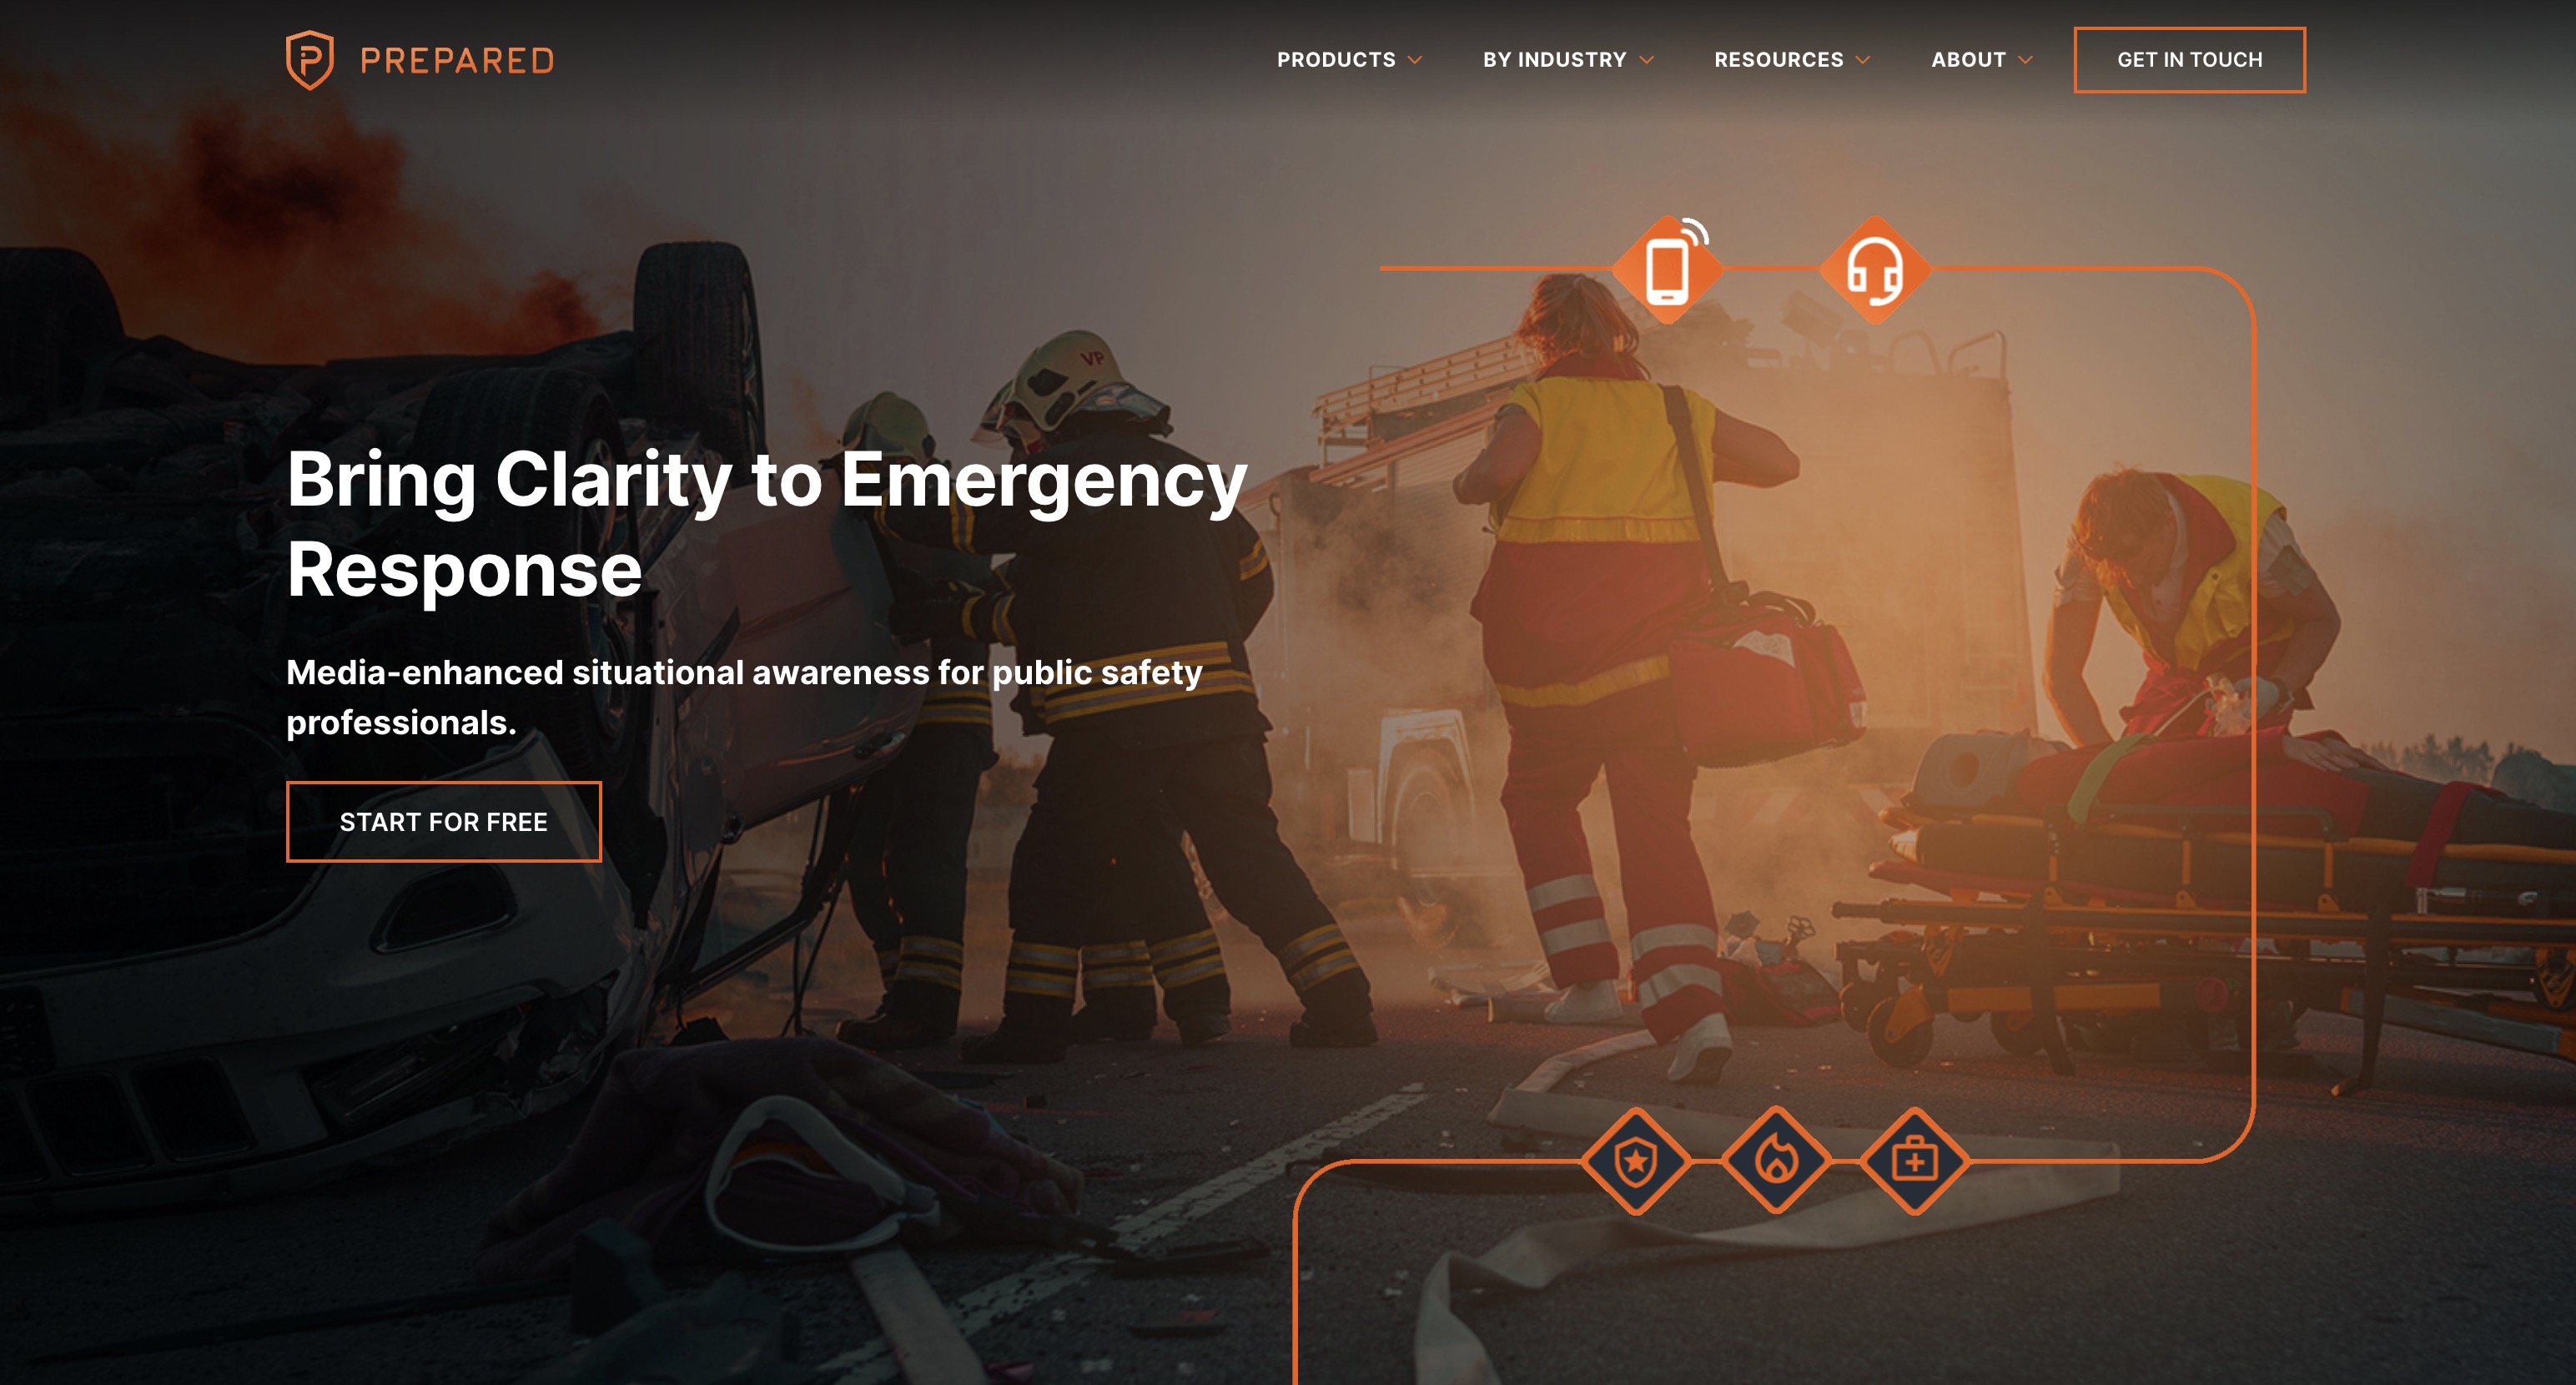 PREPARED
PRODUCTS
BY INDUSTRY
RESOURCES
ABOUT
GET IN TOUCH
VP
Bring Clarity to Emergency
Response
Media-enhanced situational awareness for public safety
professionals.
START FOR FREE